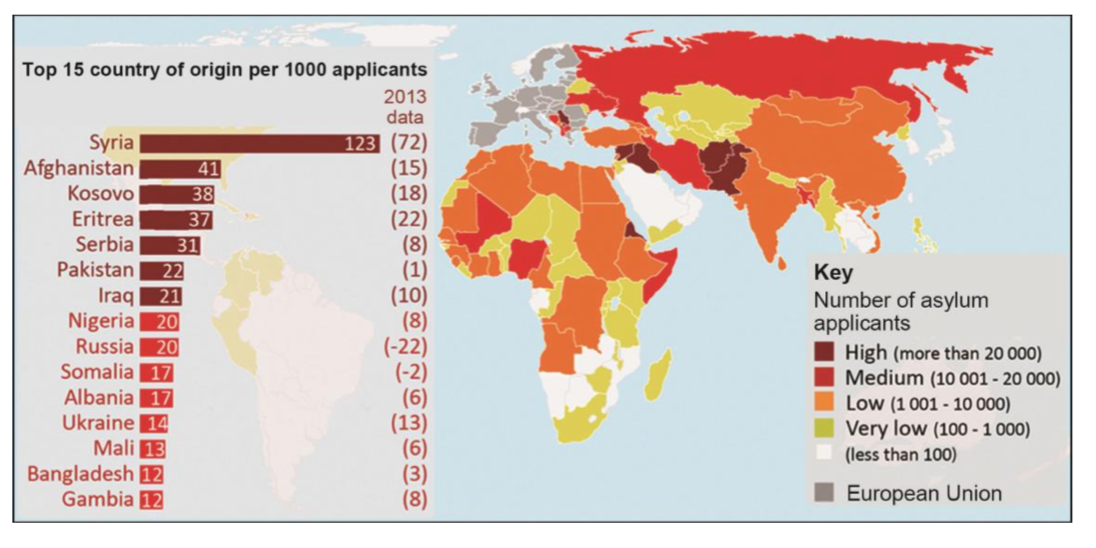 Top 15 country of origin per 1000 applicants
2013
data
Syria 123 (72)
Afghanistan 41 (15)
Kosovo 38 (18)
Eritrea 37 (22)
Serbia 31 (8)
Pakistan 22 (1)
Iraq 21 (10)
Nigeria 20 (8)
Russia 20 (-22)
Somalia 17 (-2)
Albania 17 (6)
Ukraine 14 (13)
Mali 13 (6)
Bangladesh 12 (3)
Gambia 12 (8)
Key
Number of asylum
applicants
High (more than 20 000)
Medium (10 001 - 20 000)
Low (1 001 - 10 000)
Very low (100 - 1 000)
(less than 100)
European Union